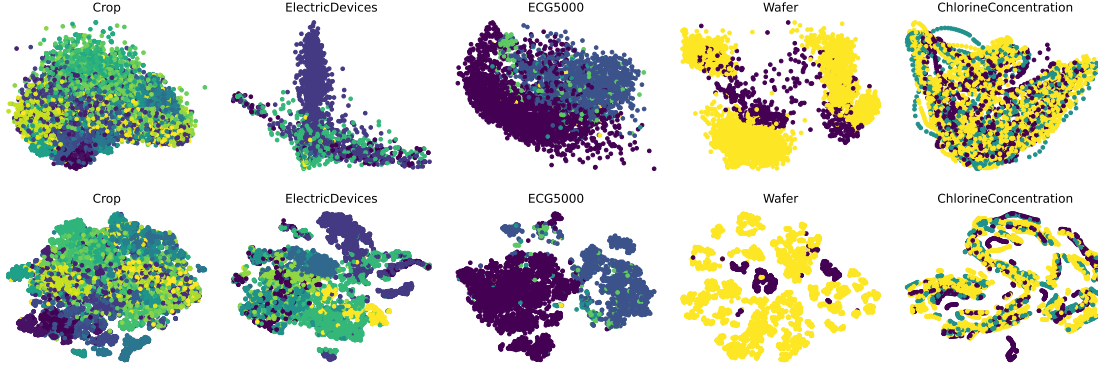 Crop
ElectricDevices
ECG5000
Wafer
ChlorineConcentration
Crop
ElectricDevices
ECG5000
Wafer
ChlorineConcentration